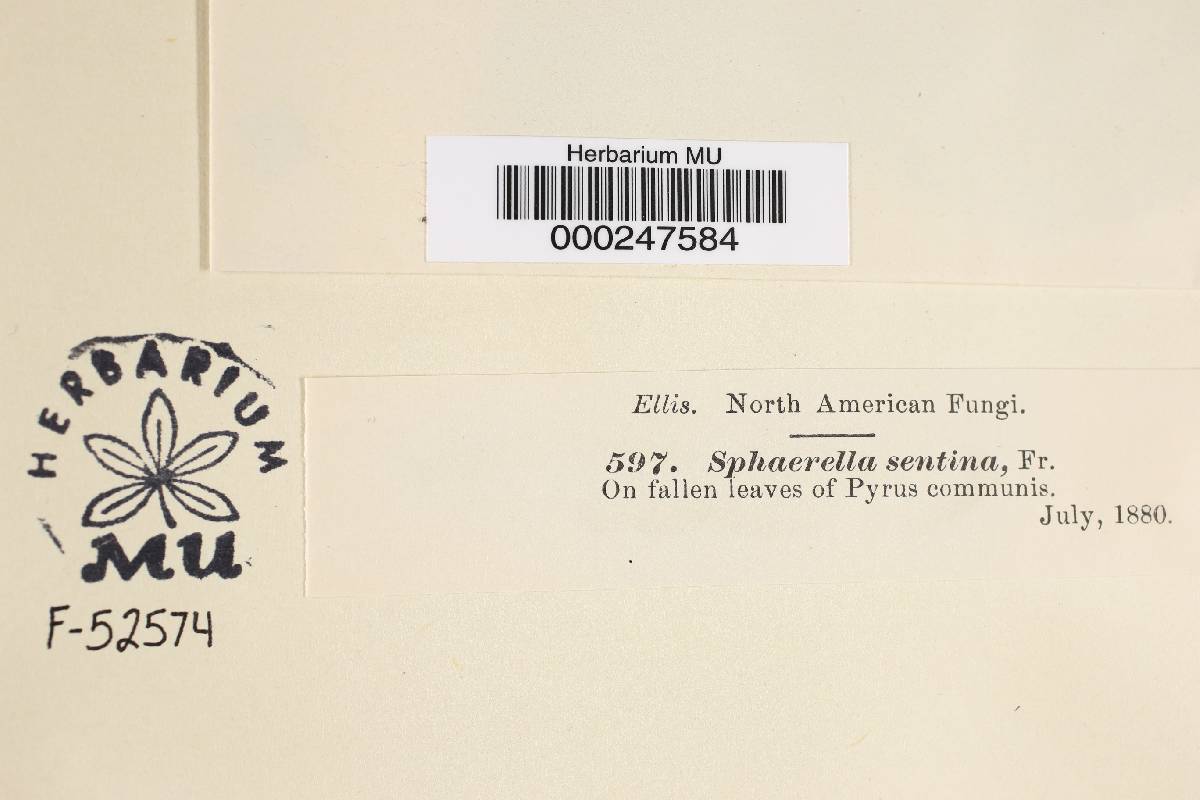 Herbarium MU
000247584
HERBARIUM
MU
F-52574
Ellis. North American Fungi.
597. Sphaerella sentina, Fr.
On fallen leaves of Pyrus communis.
July, 1880.